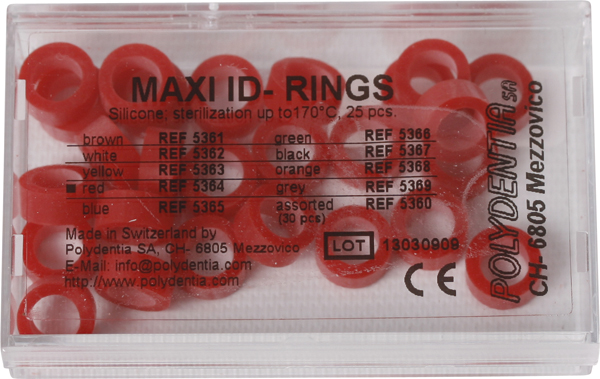 MAXI ID- RINGS
Silicone; sterilization up to170°C, 25 pcs.
brown REF 5361 green REF 5366
white REF 5362 black REF 5367
yellow REF 5363 orange REF 5368
■ red REF 5364 grey REF 5369
blue REF 5365 assorted REF 5360
(30 pcs)
Made in Switzerland by
Polydentia SA, CH- 6805 Mezzovico
E-Mail: info@polydentia.com
http://www.polydentia.com
LOT 13030909
CE
POLYDENTIA SA
CH- 6805 Mezzovico